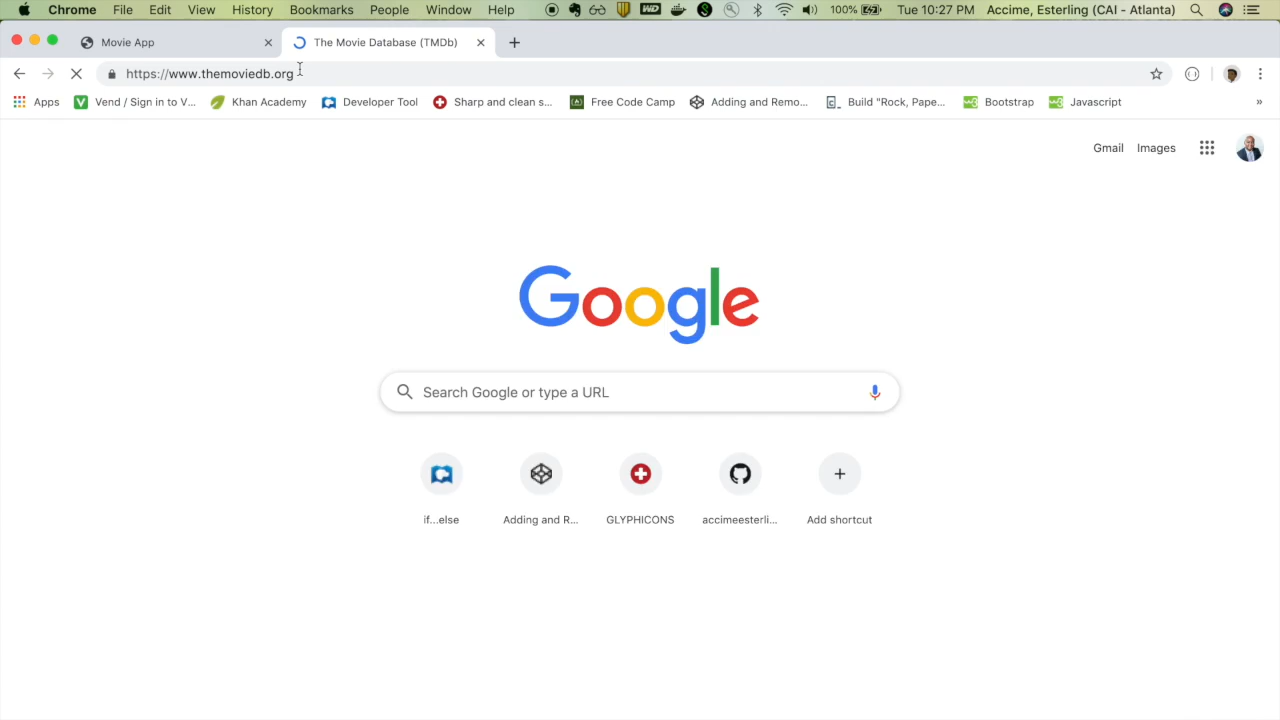 Chrome File Edit View History Bookmarks People Window Help WD S 100% Tue 10:27 PM Accime, Esterling (CAI - Atlanta)
Movie App The Movie Database (TMDb)
https://www.themoviedb.org
Apps Vend / Sign in to V... Khan Academy Developer Tool Sharp and clean s... Free Code Camp Adding and Remo... Build "Rock, Pape... Bootstrap Javascript »
Gmail Images
Google
Search Google or type a URL
if...else Adding and R... GLYPHICONS accimeesterli... Add shortcut